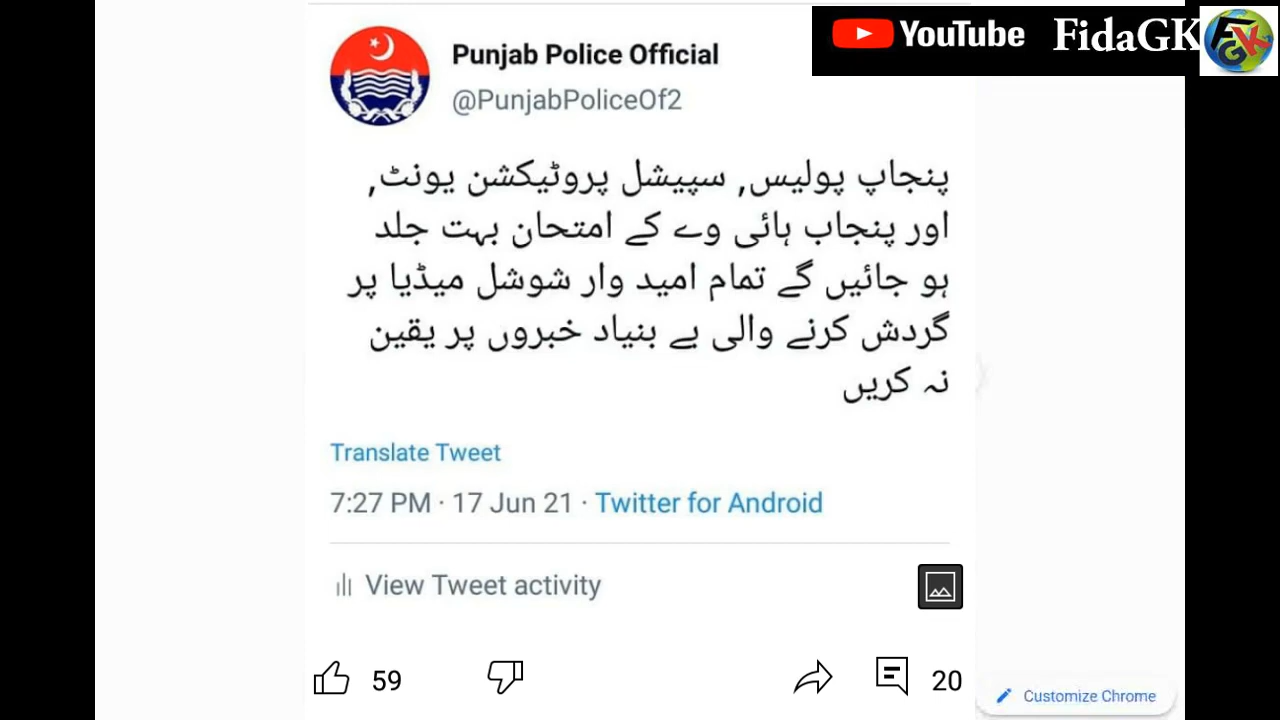 YouTube FidaGK
Punjab Police Official
@PunjabPoliceOf2
پنجاپ پولیس, سپیشل پروٹیکشن یونٹ,
اور پنجاب ہائی وے کے امتحان بہت جلد
ہو جائیں گے تمام امید وار شوشل میڈیا پر
گردش کرنے والی بے بنیاد خبروں پر یقین
نہ کریں
Translate Tweet
7:27 PM · 17 Jun 21 · Twitter for Android
View Tweet activity
59 20
Customize Chrome